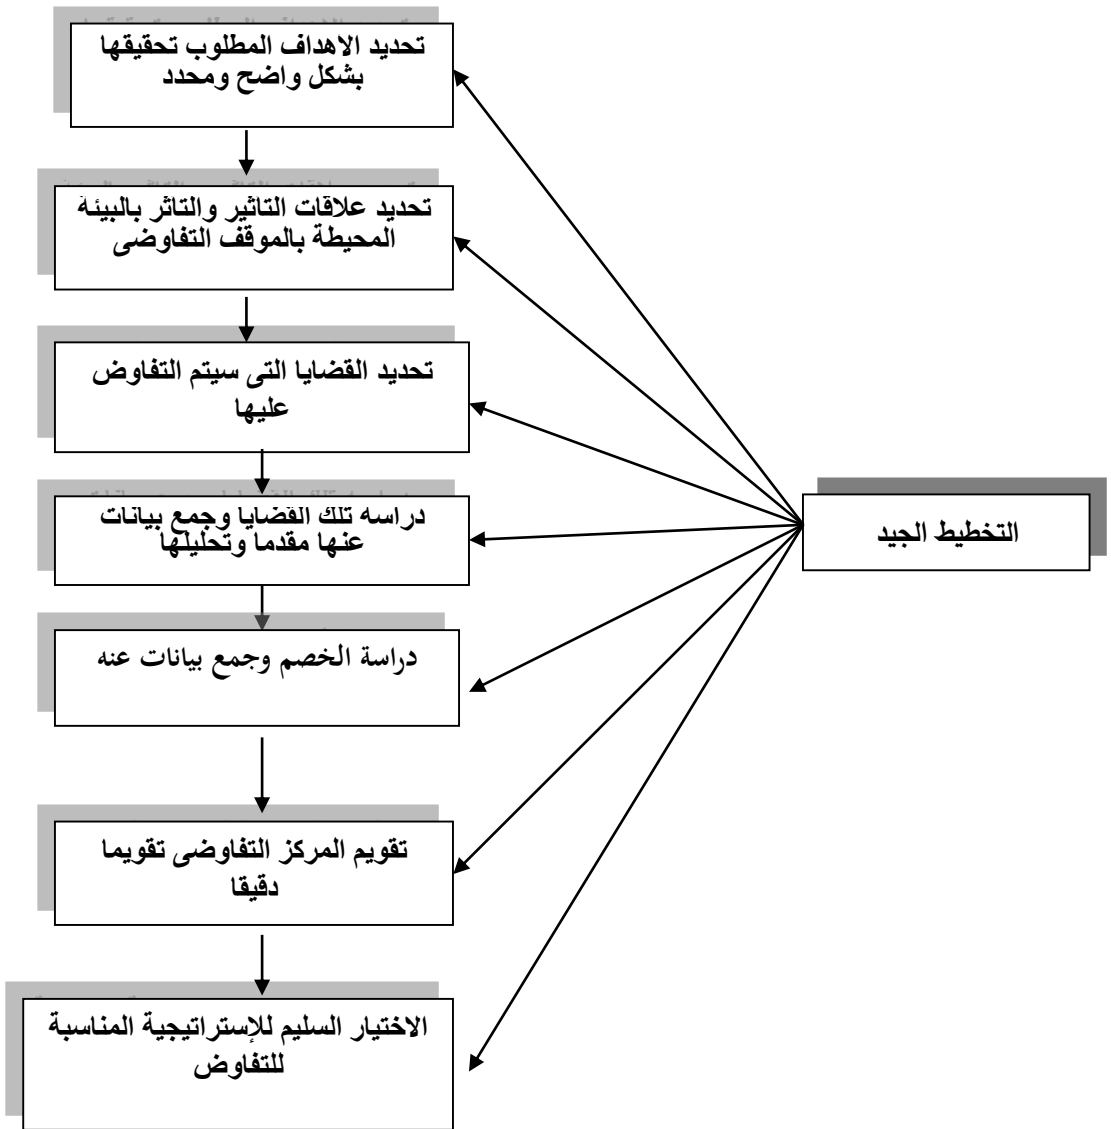 تحديد الاهداف المطلوب تحقيقها
بشكل واضح ومحدد
تحديد علاقات التاثير والتاثر بالبيئة
المحيطة بالموقف التفاوضى
تحديد القضايا التى سيتم التفاوض
عليها
دراسه تلك القضايا وجمع بيانات
عنها مقدما وتحليلها
التخطيط الجيد
دراسة الخصم وجمع بيانات عنه
تقويم المركز التفاوضى تقويما
دقيقا
الاختيار السليم للإستراتيجية المناسبة
للتفاوض